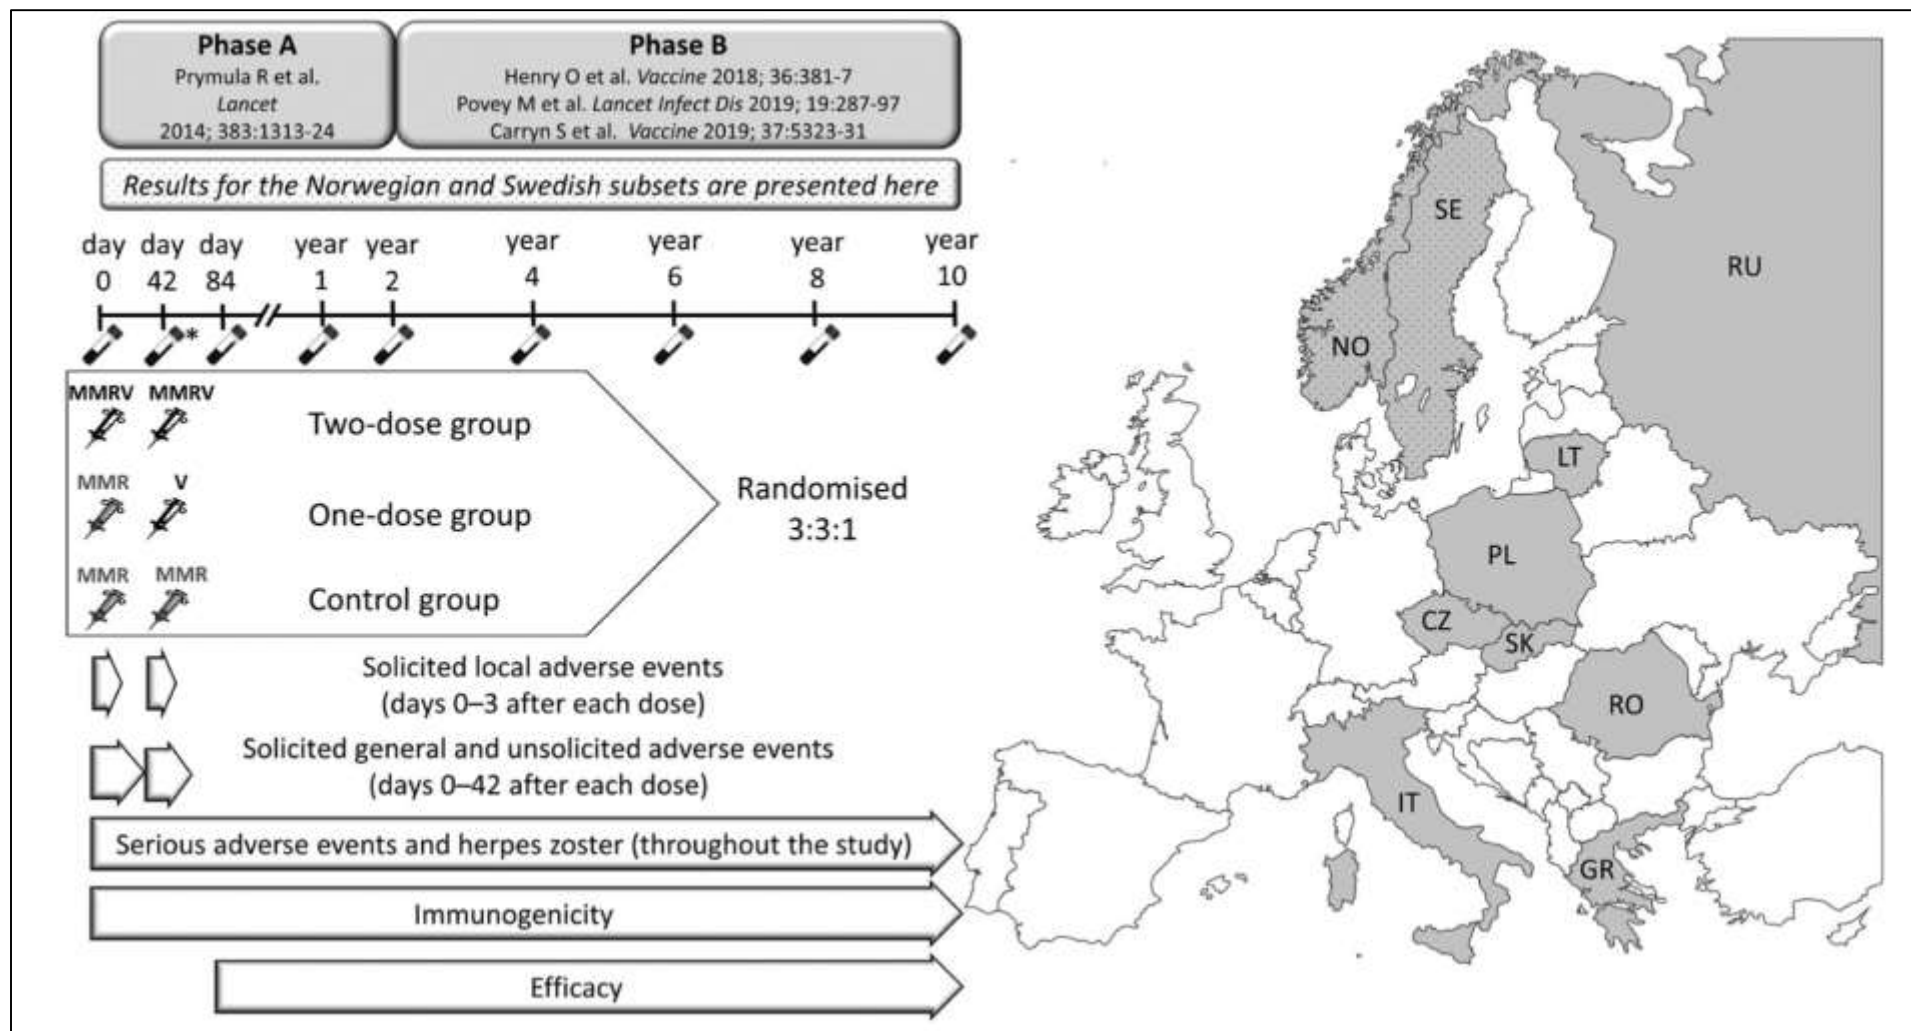 Phase A
Prymula R et al.
Lancet
2014; 383:1313-24
Phase B
Henry O et al. Vaccine 2018; 36:381-7
Povey M et al. Lancet Infect Dis 2019; 19:287-97
Carryn S et al. Vaccine 2019; 37:5323-31
Results for the Norwegian and Swedish subsets are presented here
day day day year year year year year year
0 42 84 1 2 4 6 8 10
*
MMRV MMRV
Two-dose group
MMR V
One-dose group
MMR MMR
Control group
Randomised
3:3:1
Solicited local adverse events
(days 0–3 after each dose)
Solicited general and unsolicited adverse events
(days 0–42 after each dose)
Serious adverse events and herpes zoster (throughout the study)
Immunogenicity
Efficacy
SE
RU
NO
LT
PL
CZ
SK
RO
IT
GR